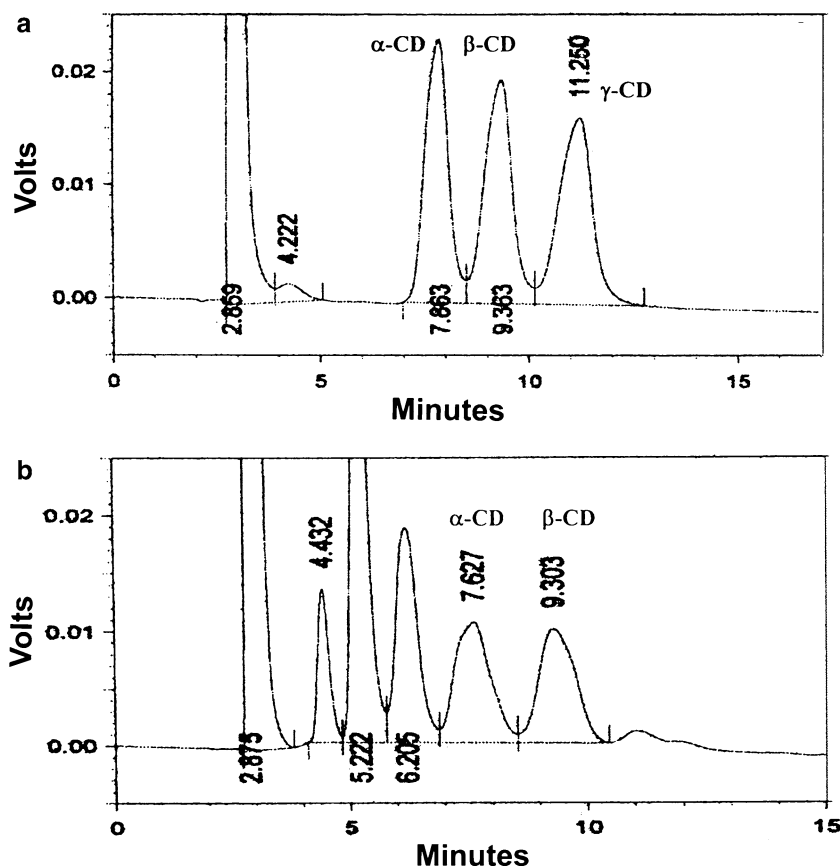 a
α-CD β-CD 11.250 γ-CD
0.02
0.01
4.222
0.00
2.869 7.863 9.363
Volts
0 5 10 15
Minutes
b
α-CD β-CD
0.02
4.432 7.627 9.303
0.01
0.00
2.875 5.222 6.205
Volts
0 5 10 15
Minutes